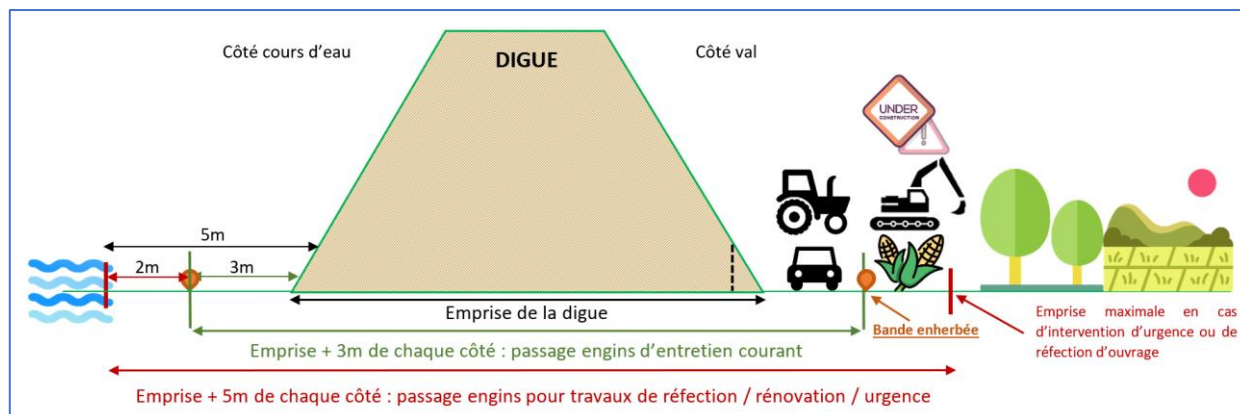 Côté cours d’eau
DIGUE
Côté val
UNDER
CONSTRUCTION
!
5m
2m
3m
Emprise de la digue
Bande enherbée
Emprise maximale en cas
d’intervention d’urgence ou de
réfection d’ouvrage
Emprise + 3m de chaque côté : passage engins d’entretien courant
Emprise + 5m de chaque côté : passage engins pour travaux de réfection / rénovation / urgence